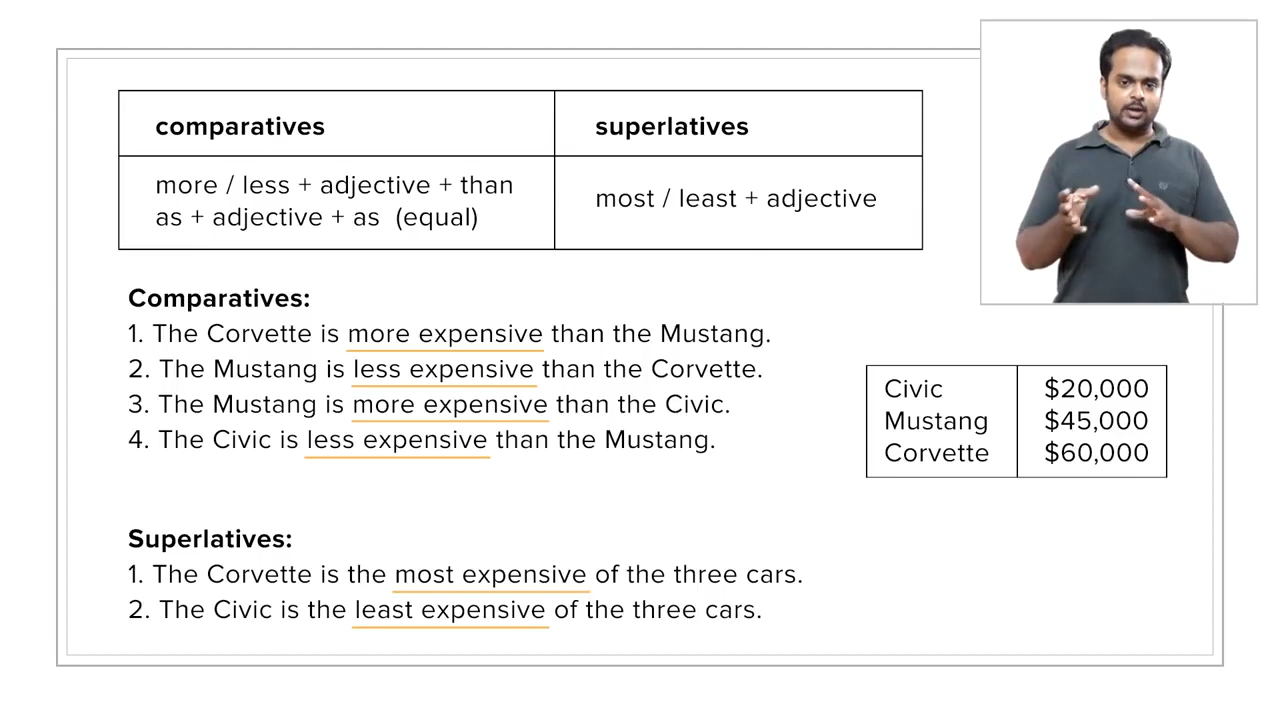 comparatives
superlatives
more / less + adjective + than
as + adjective + as (equal)
most / least + adjective
Comparatives:
1. The Corvette is more expensive than the Mustang.
2. The Mustang is less expensive than the Corvette.
3. The Mustang is more expensive than the Civic.
4. The Civic is less expensive than the Mustang.
Civic $20,000
Mustang $45,000
Corvette $60,000
Superlatives:
1. The Corvette is the most expensive of the three cars.
2. The Civic is the least expensive of the three cars.